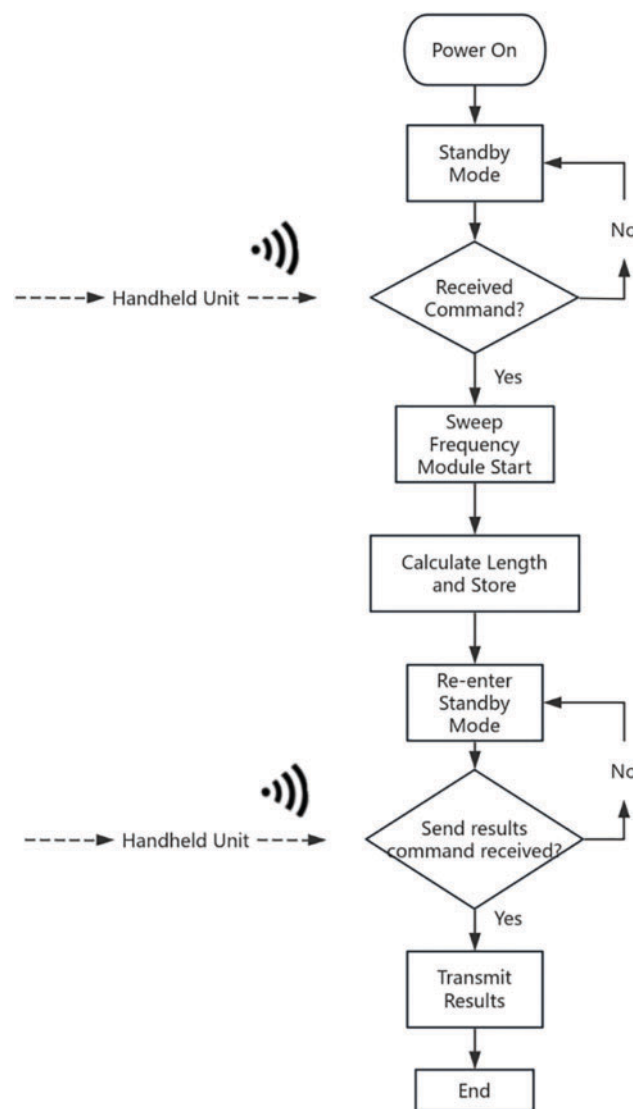 Power On
Standby
Mode
No
Handheld Unit
Received
Command?
Yes
Sweep
Frequency
Module Start
Calculate Length
and Store
Re-enter
Standby
Mode
No
Handheld Unit
Send results
command received?
Yes
Transmit
Results
End